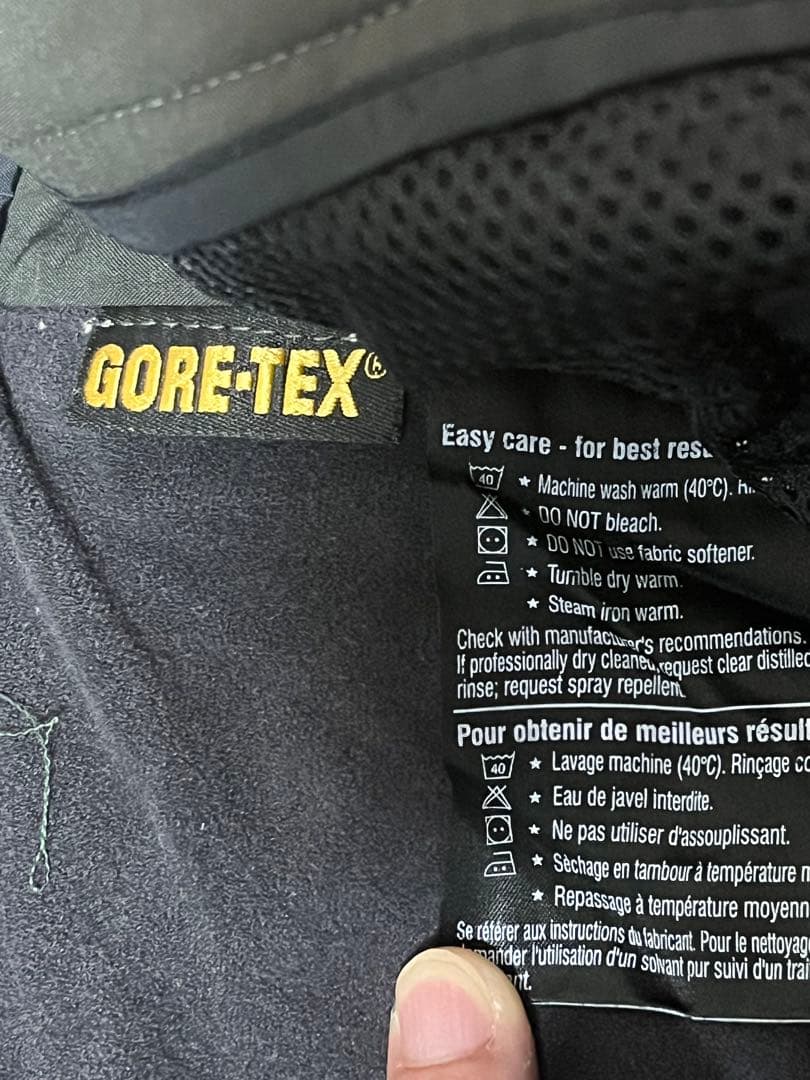 GORE-TEX®
Easy care - for best
40
★ Machine wash warm (40°C).
★ DO NOT bleach.
★ DO NOT use fabric softener.
★ Tumble dry warm.
★ Steam iron warm.
Check with manufacturer's recommendations.
If professionally dry cleaned, request clear distilled
rinse; request spray repellent
Pour obtenir de meilleurs
40
★ Lavage machine (40°C). Rinçage
★ Eau de javel interdite.
★ Ne pas utiliser d'assouplissant.
★ Sèchage en tambour à température
★ Repassage à température
Se référer aux instructions du fabricant. Pour le
l'utilisation d'un solvant pur suivi d'un